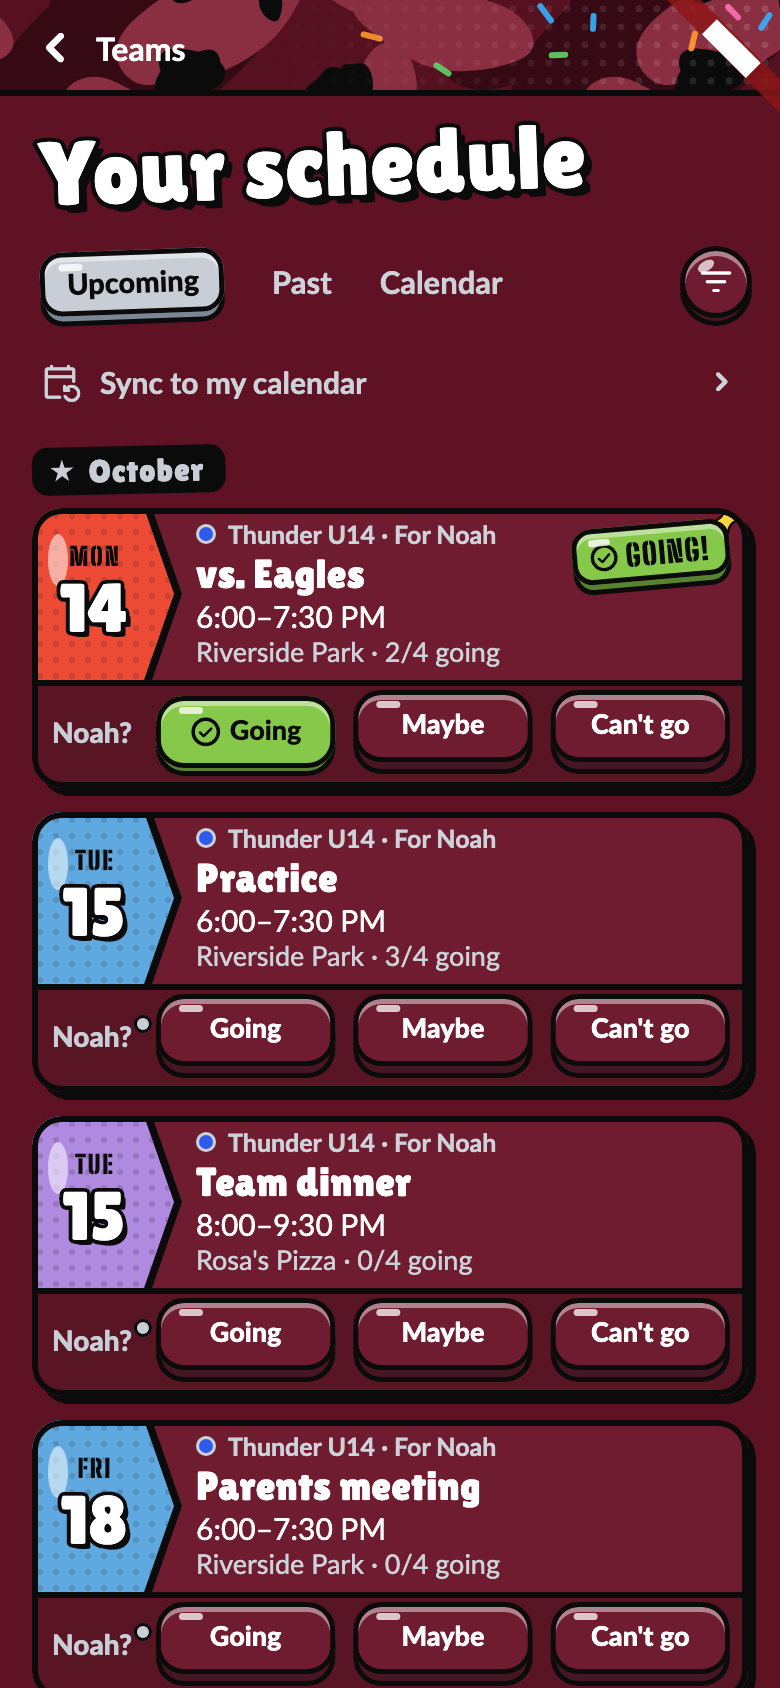 Teams
Your schedule
Upcoming
Past
Calendar
Sync to my calendar
★ October
MON
14
Thunder U14 · For Noah
vs. Eagles
6:00–7:30 PM
Riverside Park · 2/4 going
GOING!
Noah?
Going
Maybe
Can't go
TUE
15
Thunder U14 · For Noah
Practice
6:00–7:30 PM
Riverside Park · 3/4 going
Noah?
Going
Maybe
Can't go
TUE
15
Thunder U14 · For Noah
Team dinner
8:00–9:30 PM
Rosa's Pizza · 0/4 going
Noah?
Going
Maybe
Can't go
FRI
18
Thunder U14 · For Noah
Parents meeting
6:00–7:30 PM
Riverside Park · 0/4 going
Noah?
Going
Maybe
Can't go